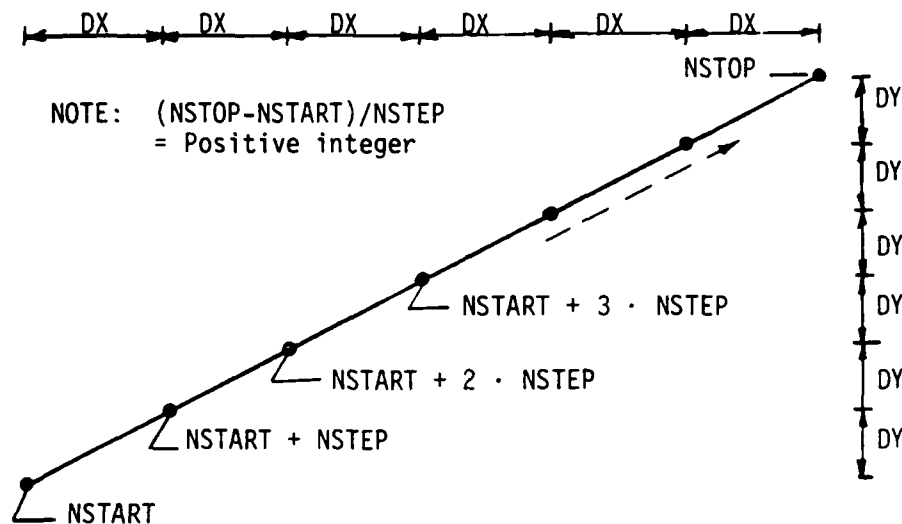 DX DX DX DX DX DX
NSTOP
NOTE: (NSTOP-NSTART)/NSTEP
= Positive integer
DY
DY
DY
NSTART + 3 · NSTEP
DY
NSTART + 2 · NSTEP
DY
NSTART + NSTEP
DY
NSTART